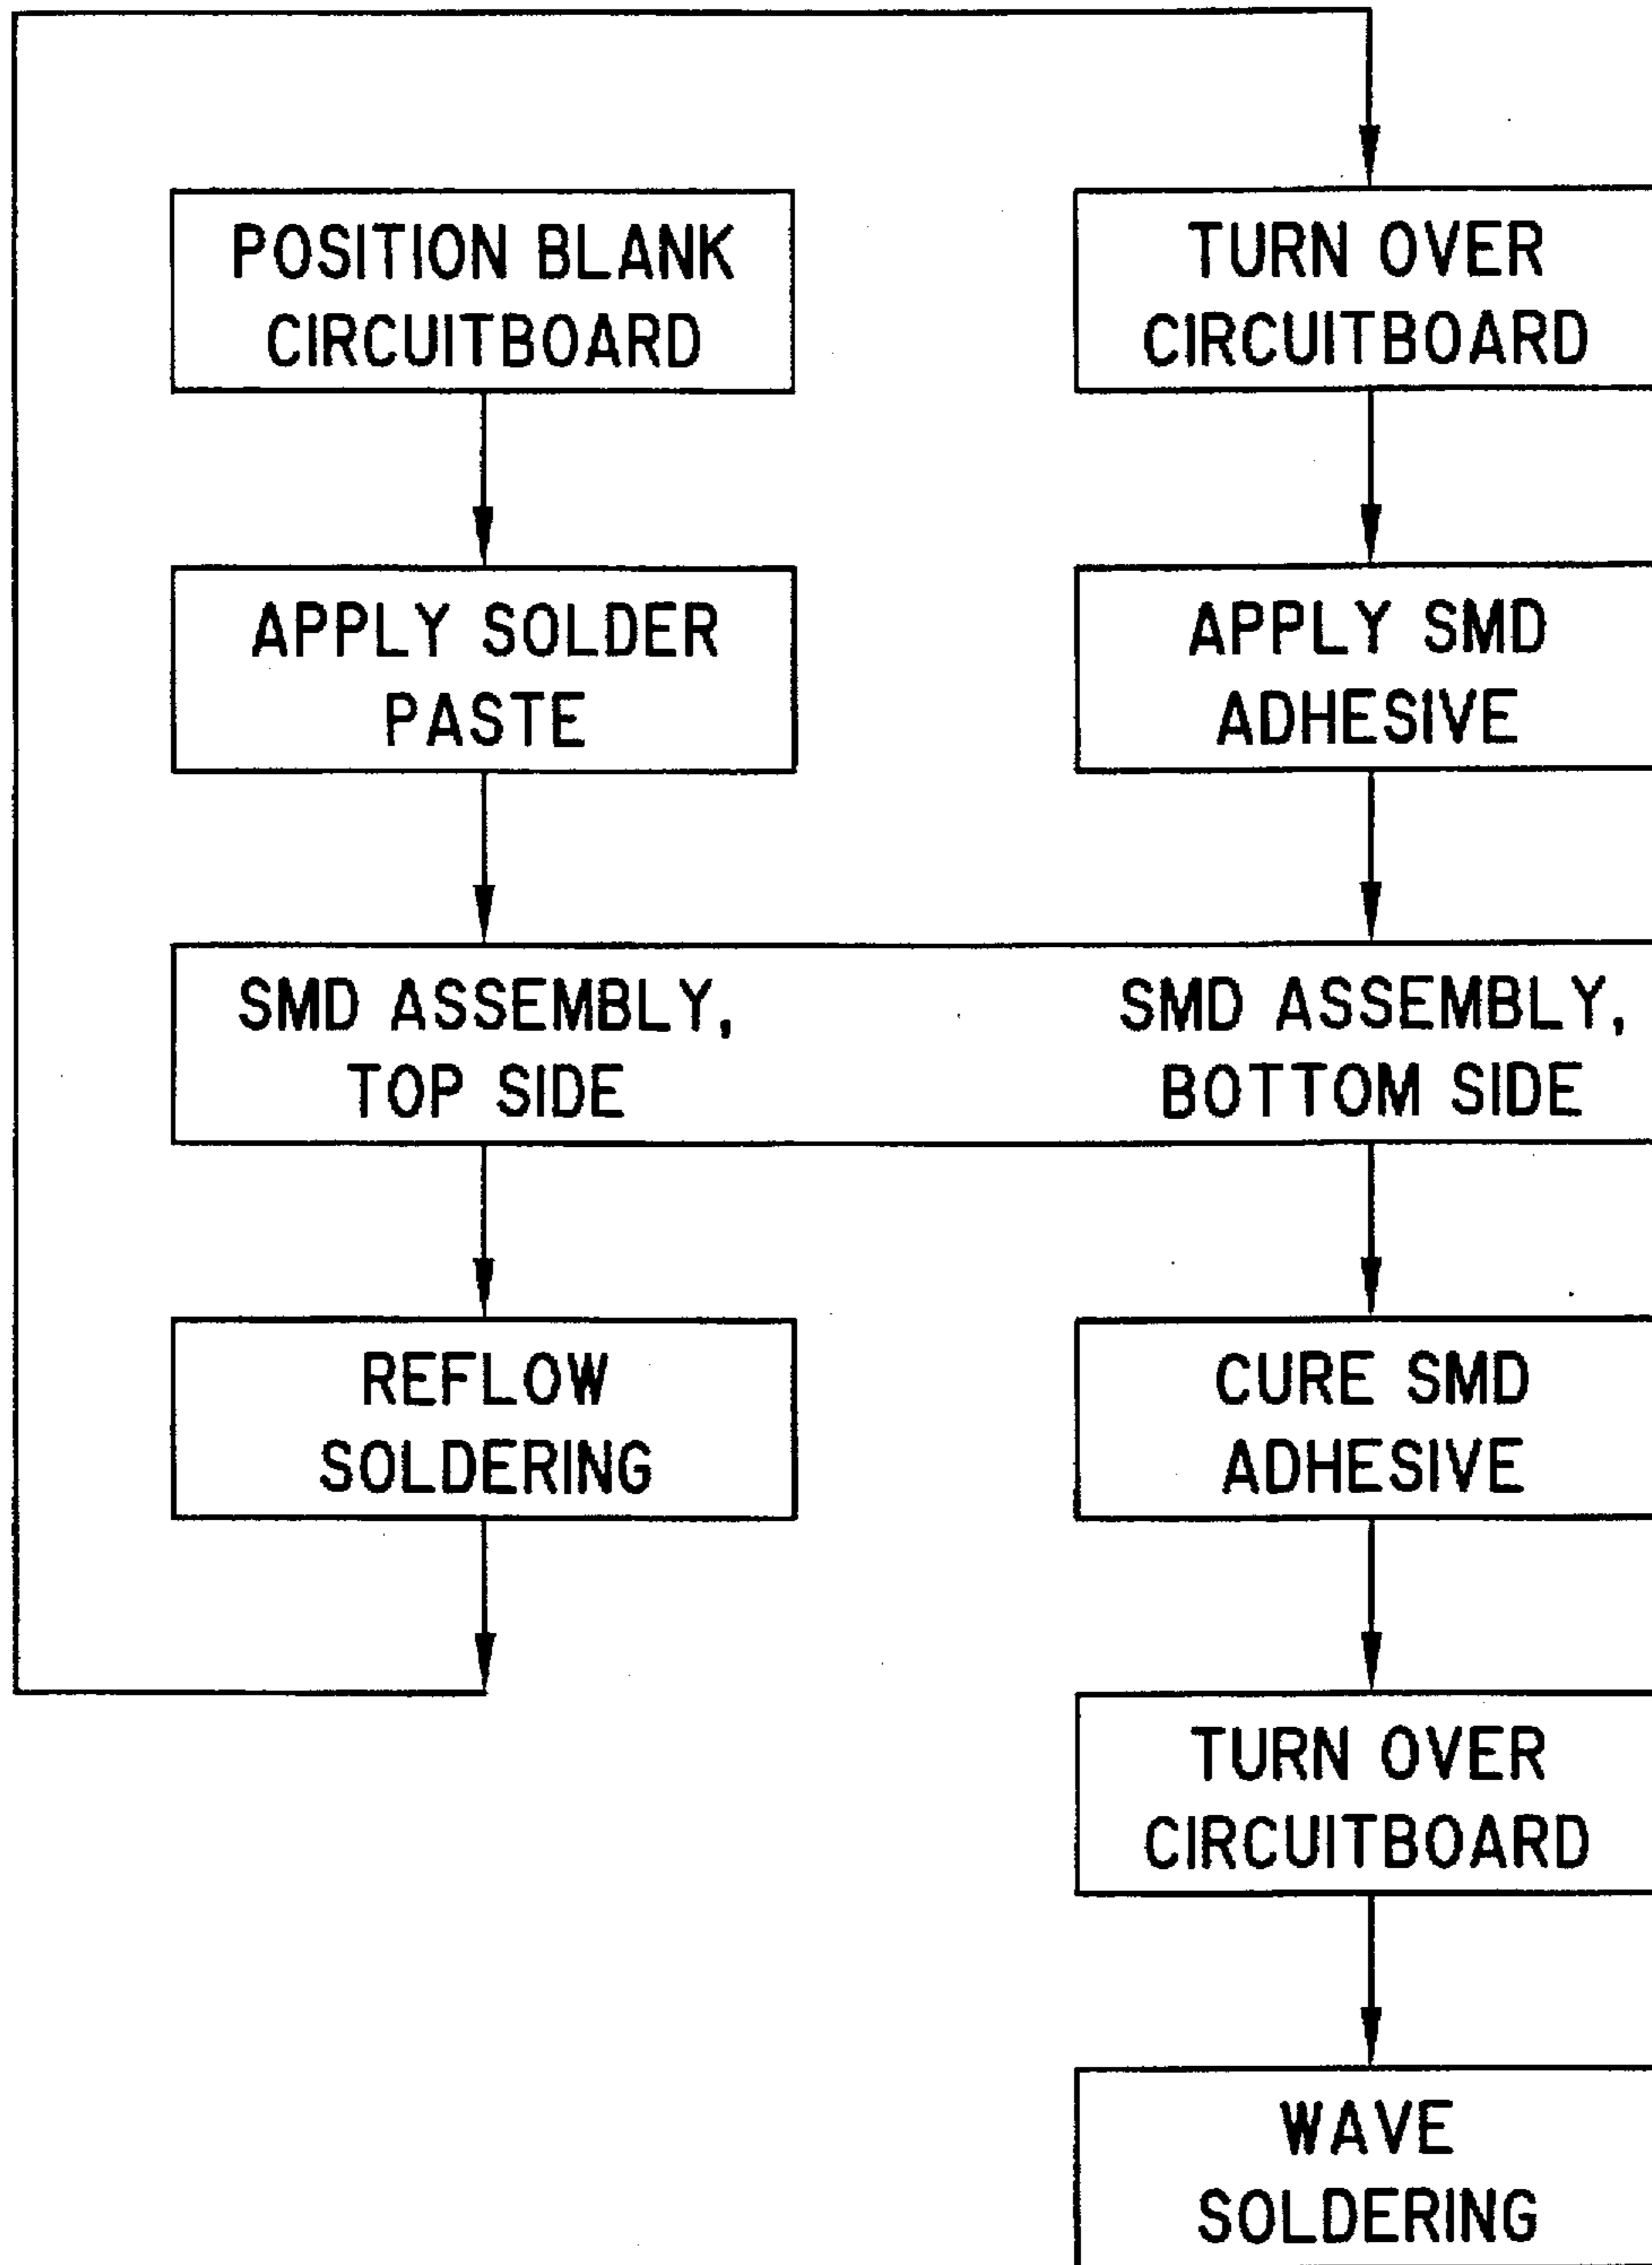 POSITION BLANK
CIRCUITBOARD
APPLY SOLDER
PASTE
SMD ASSEMBLY,
TOP SIDE
REFLOW
SOLDERING
TURN OVER
CIRCUITBOARD
APPLY SMD
ADHESIVE
SMD ASSEMBLY,
BOTTOM SIDE
CURE SMD
ADHESIVE
TURN OVER
CIRCUITBOARD
WAVE
SOLDERING